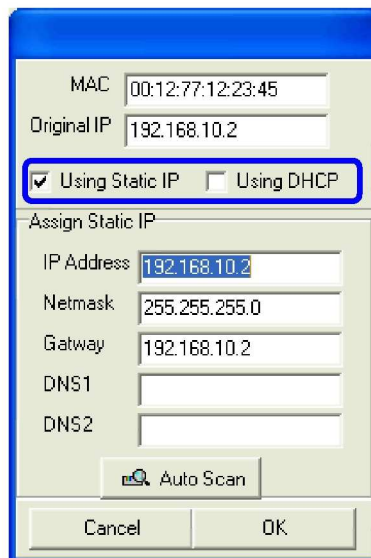 MAC 00:12:77:12:23:45
Original IP 192.168.10.2
Using Static IP Using DHCP
Assign Static IP
IP Address 192.168.10.2
Netmask 255.255.255.0
Gatway 192.168.10.2
DNS1
DNS2
Auto Scan
Cancel OK